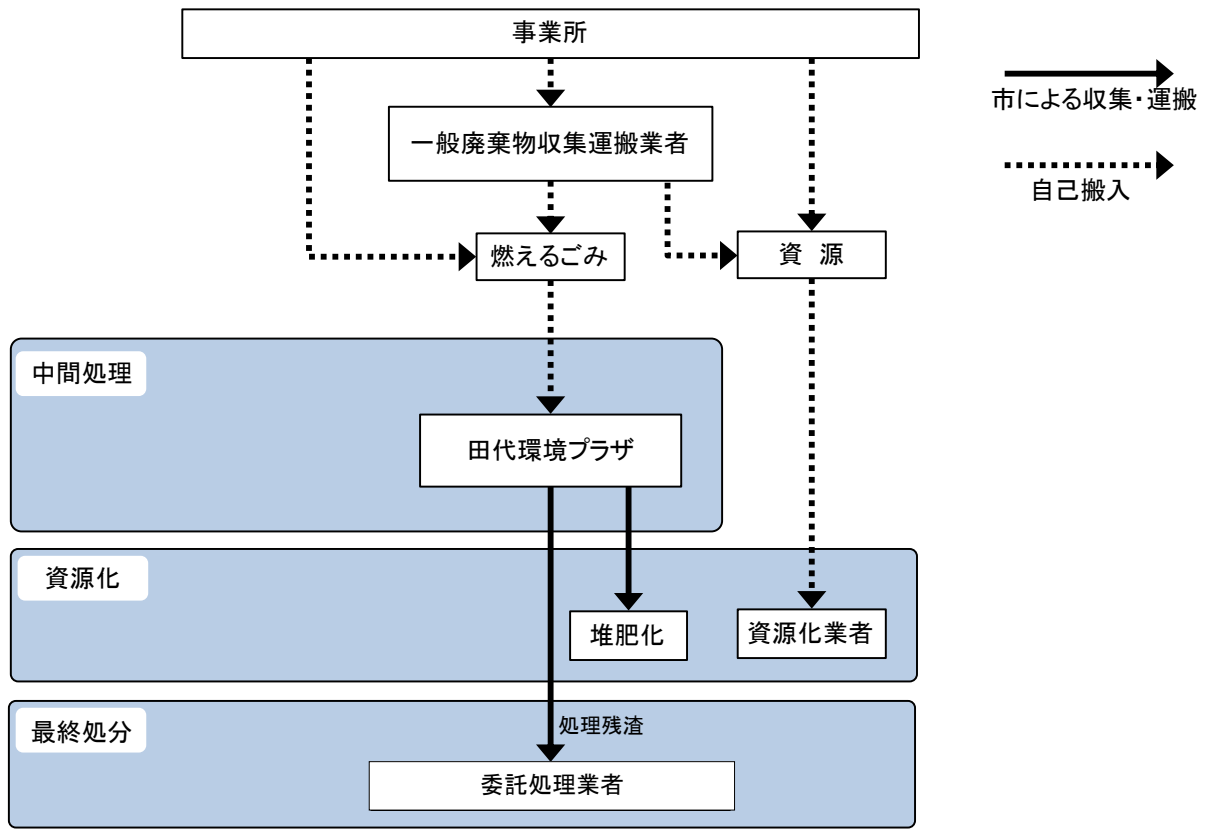 事業所
市による収集・運搬
一般廃棄物収集運搬業者
自己搬入
燃えるごみ
資　源
中間処理
田代環境プラザ
資源化
堆肥化
資源化業者
最終処分
処理残渣
委託処理業者